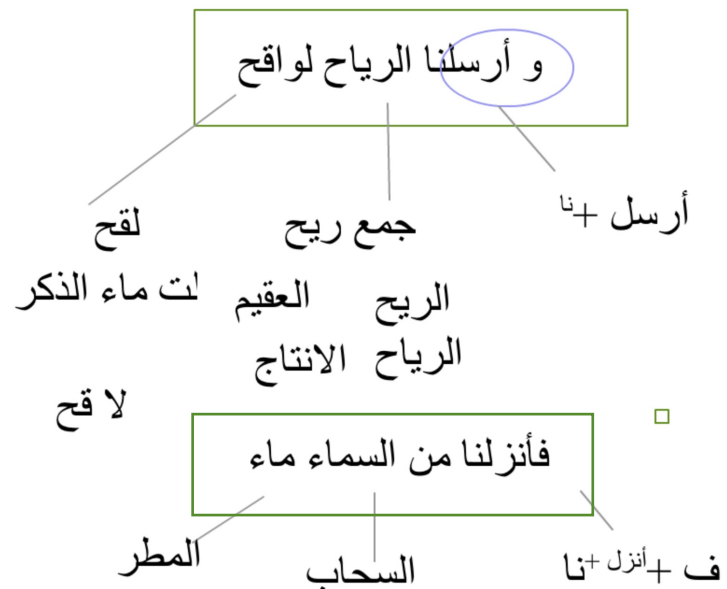 و أرسلنا الرياح لواقح
أرسل +نا
جمع ريح
لقح
الريح العقيم
لت ماء الذكر
الرياح الانتاج
لا قح
فأنزلنا من السماء ماء
ف +أنزل +نا
السحاب
المطر